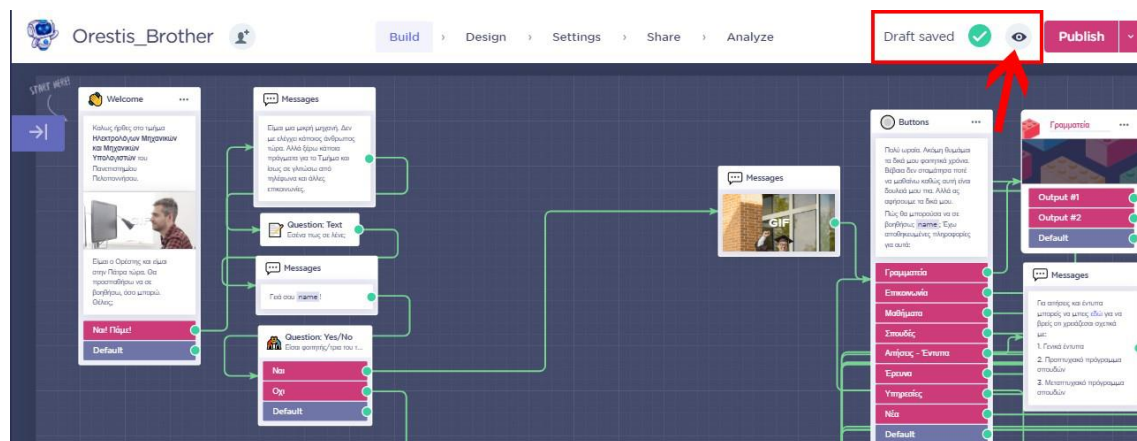 Orestis_Brother
Build
Design
Settings
Share
Analyze
Draft saved
Publish
START HERE!
Welcome
Καλως ήρθες στο τμήμα
Ηλεκτρολόγων Μηχανικών
και Μηχανικών
Υπολογιστών του
Πανεπιστημίου
Πελοποννήσου.
Είμαι ο Ορέστης και είμαι
στην Πάτρα τώρα. Θα
προσπαθήσω να σε
βοηθήσω, όσο μπορώ.
Θέλεις;
Ναι! Πάμε!
Default
Messages
Είμαι μια μικρή μηχανή. Δεν
με ελέγχει κάποιος άνθρωπος
τώρα. Αλλά ξέρω κάποια
πράγματα για το Τμήμα και
ίσως σε γλιτώσω από
τηλέφωνα και άλλες
επικοινωνίες.
Question: Text
Εσένα πως σε λένε;
Messages
Γειά σου name !
Question: Yes/No
Είσαι φοιτητής/τρια του τ...
Ναι
Όχι
Default
Messages
GIF
Buttons
Πολύ ωραία. Ακόμη θυμάμαι
τα δικά μου φοιτητικά χρόνια.
Βέβαια δεν σταμάτησα ποτέ
να μαθαίνω καθώς αυτή είναι
δουλειά μου πια. Αλλά ας
αφήσουμε τα δικά μου.
Πώς θα μπορούσα να σε
βοηθήσω; name ; Έχω
αποθηκευμένες πληροφορίες
για αυτά:
Γραμματεία
Επικοινωνία
Μαθήματα
Σπουδές
Αιτήσεις - Έντυπα
Έρευνα
Υπηρεσίες
Νέα
Default
Γραμματεία
Output #1
Output #2
Default
Messages
Για αιτήσεις και έντυπα
μπορείς να μπεις εδώ για να
βρεις ότι χρειάζεσαι σχετικά
με:
1. Γενικά έντυπα
2. Προπτυχιακό πρόγραμμα
σπουδών
3. Μεταπτυχιακό πρόγραμμα
σπουδών